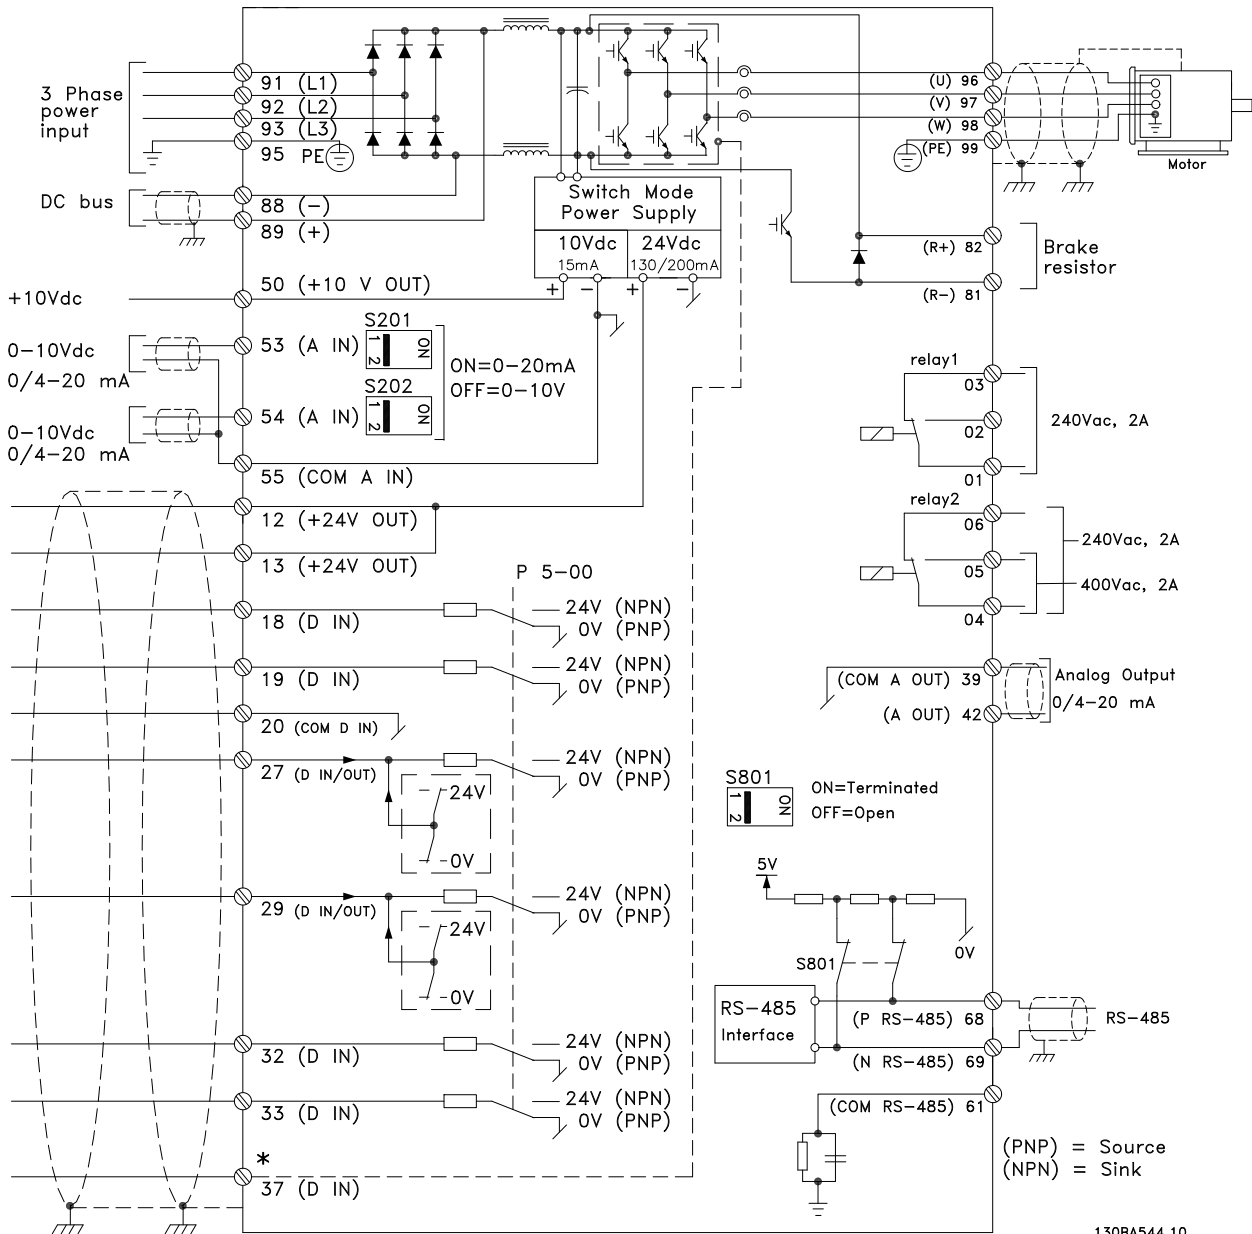 3 Phase
power
input
91 (L1)
92 (L2)
93 (L3)
95 PE
DC bus
88 (−)
89 (+)
+10Vdc
50 (+10 V OUT)
Switch Mode
Power Supply
10Vdc
15mA
24Vdc
130/200mA
+ − + −
(U) 96
(V) 97
(W) 98
(PE) 99
Motor
(R+) 82
(R−) 81
Brake
resistor
0−10Vdc
0/4−20 mA
53 (A IN)
S201
1 2
ON
0−10Vdc
0/4−20 mA
54 (A IN)
S202
1 2
ON
ON=0−20mA
OFF=0−10V
55 (COM A IN)
12 (+24V OUT)
13 (+24V OUT)
relay1
03
02
01
240Vac, 2A
relay2
06
05
04
240Vac, 2A
400Vac, 2A
P 5-00
18 (D IN)
24V (NPN)
0V (PNP)
19 (D IN)
24V (NPN)
0V (PNP)
20 (COM D IN)
27 (D IN/OUT)
24V (NPN)
0V (PNP)
24V
0V
29 (D IN/OUT)
24V (NPN)
0V (PNP)
24V
0V
32 (D IN)
24V (NPN)
0V (PNP)
33 (D IN)
24V (NPN)
0V (PNP)
*
37 (D IN)
(COM A OUT) 39
(A OUT) 42
Analog Output
0/4−20 mA
S801
1 2
ON
ON=Terminated
OFF=Open
5V
S801
0V
RS−485
Interface
(P RS−485) 68
(N RS−485) 69
RS−485
(COM RS−485) 61
(PNP) = Source
(NPN) = Sink
130BA544.10